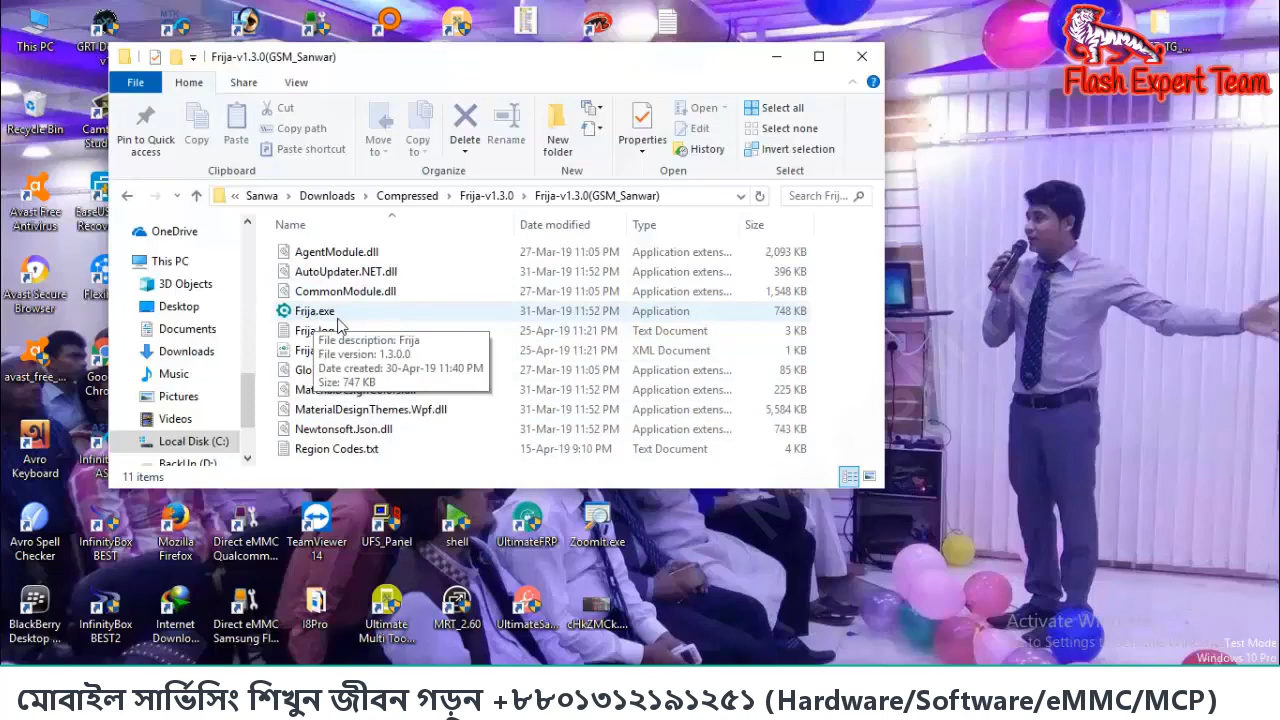 This PC
Recycle Bin
Avast Free
Antivirus
Avast Secure
Browser
avast_free_...
Avro
Keyboard
Flash Expert Team
Frija-v1.3.0(GSM_Sanwar)
File
Home
Share
View
Pin to Quick
access
Copy
Paste
Cut
Copy path
Paste shortcut
Clipboard
Move
to
Copy
to
Delete
Rename
Organize
New
folder
New
Properties
Open
Edit
History
Open
Select all
Select none
Invert selection
Select
« Sanwa > Downloads > Compressed > Frija-v1.3.0 > Frija-v1.3.0(GSM_Sanwar)
Search Frij...
OneDrive
This PC
3D Objects
Desktop
Documents
Downloads
Music
Pictures
Videos
Local Disk (C:)
BackUp (D:)
Name Date modified Type Size
AgentModule.dll 27-Mar-19 11:05 PM Application extens... 2,093 KB
AutoUpdater.NET.dll 31-Mar-19 11:52 PM Application extens... 396 KB
CommonModule.dll 27-Mar-19 11:05 PM Application extens... 1,548 KB
Frija.exe 31-Mar-19 11:52 PM Application 748 KB
25-Apr-19 11:21 PM Text Document 3 KB
25-Apr-19 11:21 PM XML Document 1 KB
27-Mar-19 11:05 PM Application extens... 85 KB
31-Mar-19 11:52 PM Application extens... 225 KB
MaterialDesignThemes.Wpf.dll 31-Mar-19 11:52 PM Application extens... 5,584 KB
Newtonsoft.Json.dll 31-Mar-19 11:52 PM Application extens... 743 KB
Region Codes.txt 15-Apr-19 9:10 PM Text Document 4 KB
File description: Frija
File version: 1.3.0.0
Date created: 30-Apr-19 11:40 PM
Size: 747 KB
11 items
Avro Spell
Checker
InfinityBox
BEST
Mozilla
Firefox
Direct eMMC
Qualcomm...
TeamViewer
14
UFS_Panel
shell
UltimateFRP
ZoomIt.exe
BlackBerry
Desktop ...
InfinityBox
BEST2
Internet
Downlo...
Direct eMMC
Samsung Fl...
I8Pro
Ultimate
Multi Too...
MRT_2.60
UltimateSa...
cHkZMCk....
Activate
Test Mode
Windows 10 Pro
মোবাইল সার্ভিসিং শিখুন জীবন গড়ুন +৮৮০১৩১২১৯১২৫১ (Hardware/Software/eMMC/MCP)